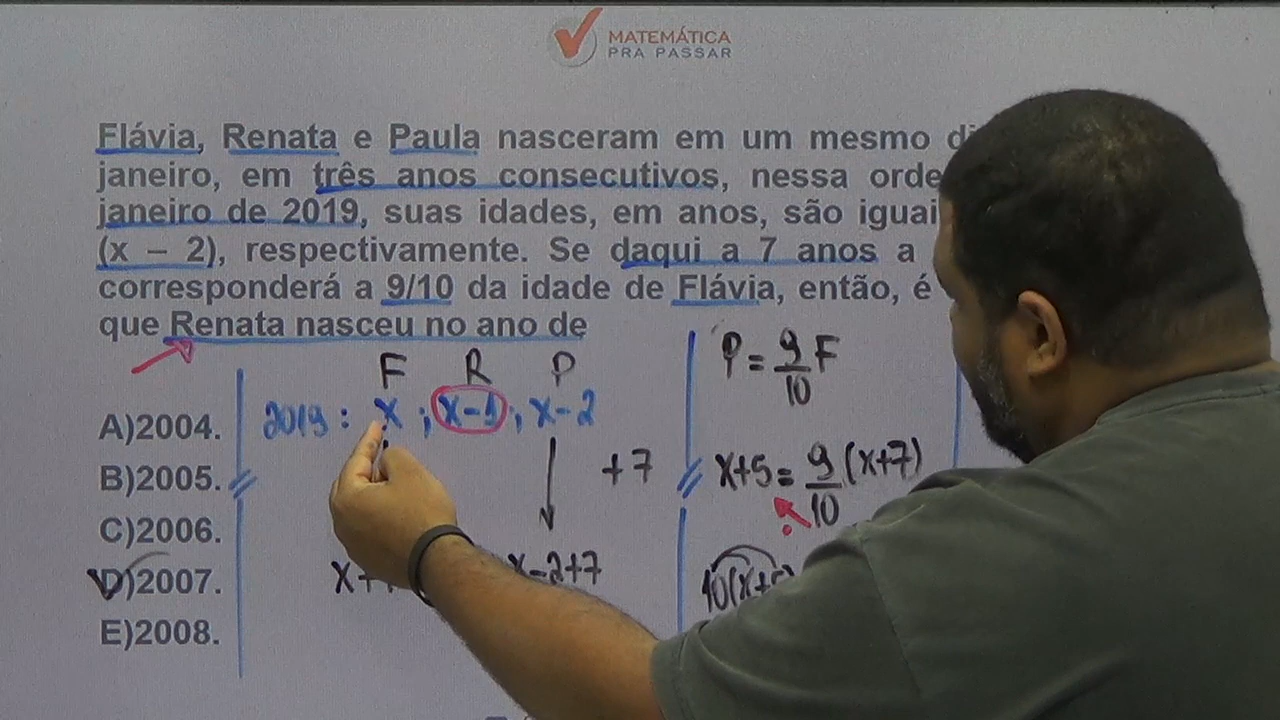 MATEMÁTICA
PRA PASSAR
Flávia, Renata e Paula nasceram em um mesmo
janeiro, em três anos consecutivos, nessa
janeiro de 2019, suas idades, em anos, são
(x – 2), respectivamente. Se daqui a 7 anos a
corresponderá a 9/10 da idade de Flávia, então, é
que Renata nasceu no ano de
F R P
2019: x ; x-1 ; x-2
+7
x-2+7
A)2004.
B)2005.
C)2006.
D)2007.
E)2008.
P = 9/10 F
x+5 = 9/10 (x+7)